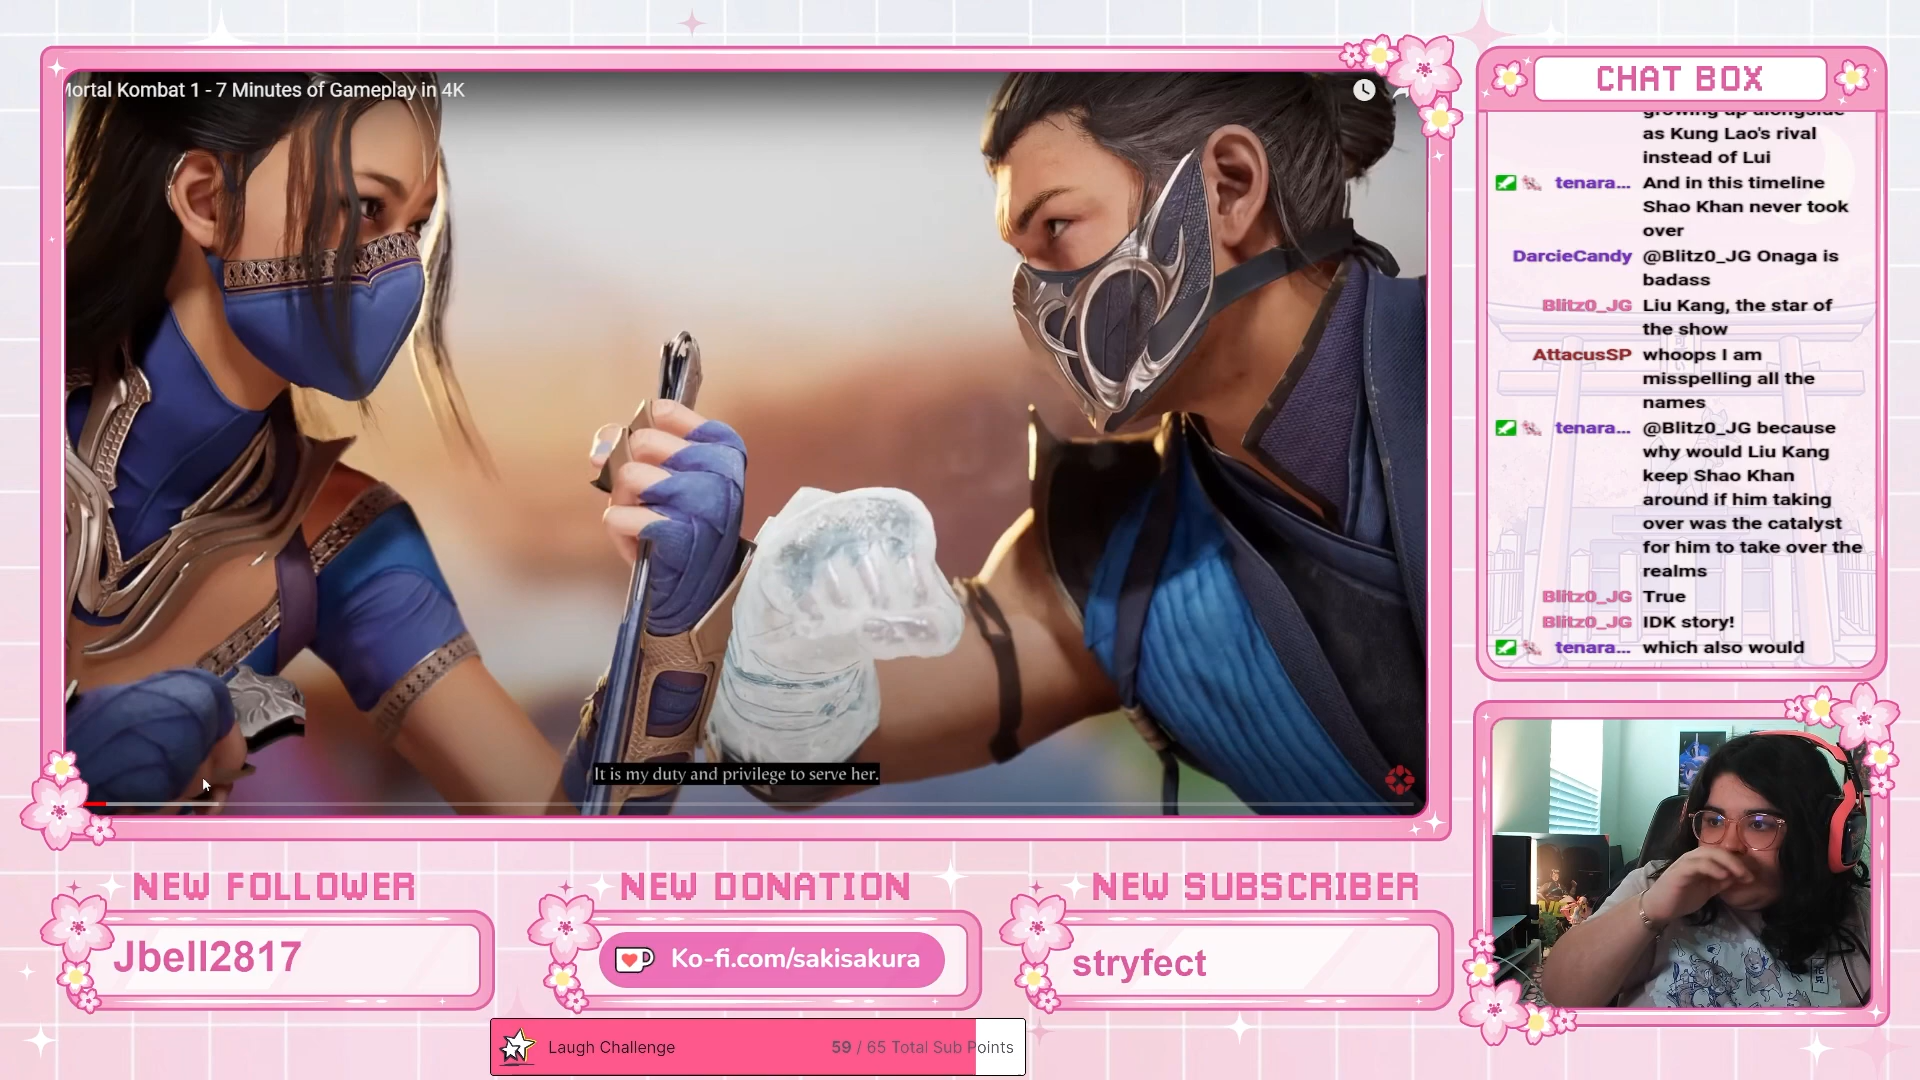 Mortal Kombat 1 - 7 Minutes of Gameplay in 4K
It is my duty and privilege to serve her.
CHAT BOX
growing up alongside
as Kung Lao's rival
instead of Lui
tenara... And in this timeline
Shao Khan never took
over
DarcieCandy @Blitz0_JG Onaga is
badass
Blitz0_JG Liu Kang, the star of
the show
AttacusSP whoops I am
misspelling all the
names
tenara... @Blitz0_JG because
why would Liu Kang
keep Shao Khan
around if him taking
over was the catalyst
for him to take over the
realms
Blitz0_JG True
Blitz0_JG IDK story!
tenara... which also would
NEW FOLLOWER
Jbell2817
NEW DONATION
Ko-fi.com/sakisakura
NEW SUBSCRIBER
stryfect
Laugh Challenge
59 / 65 Total Sub Points